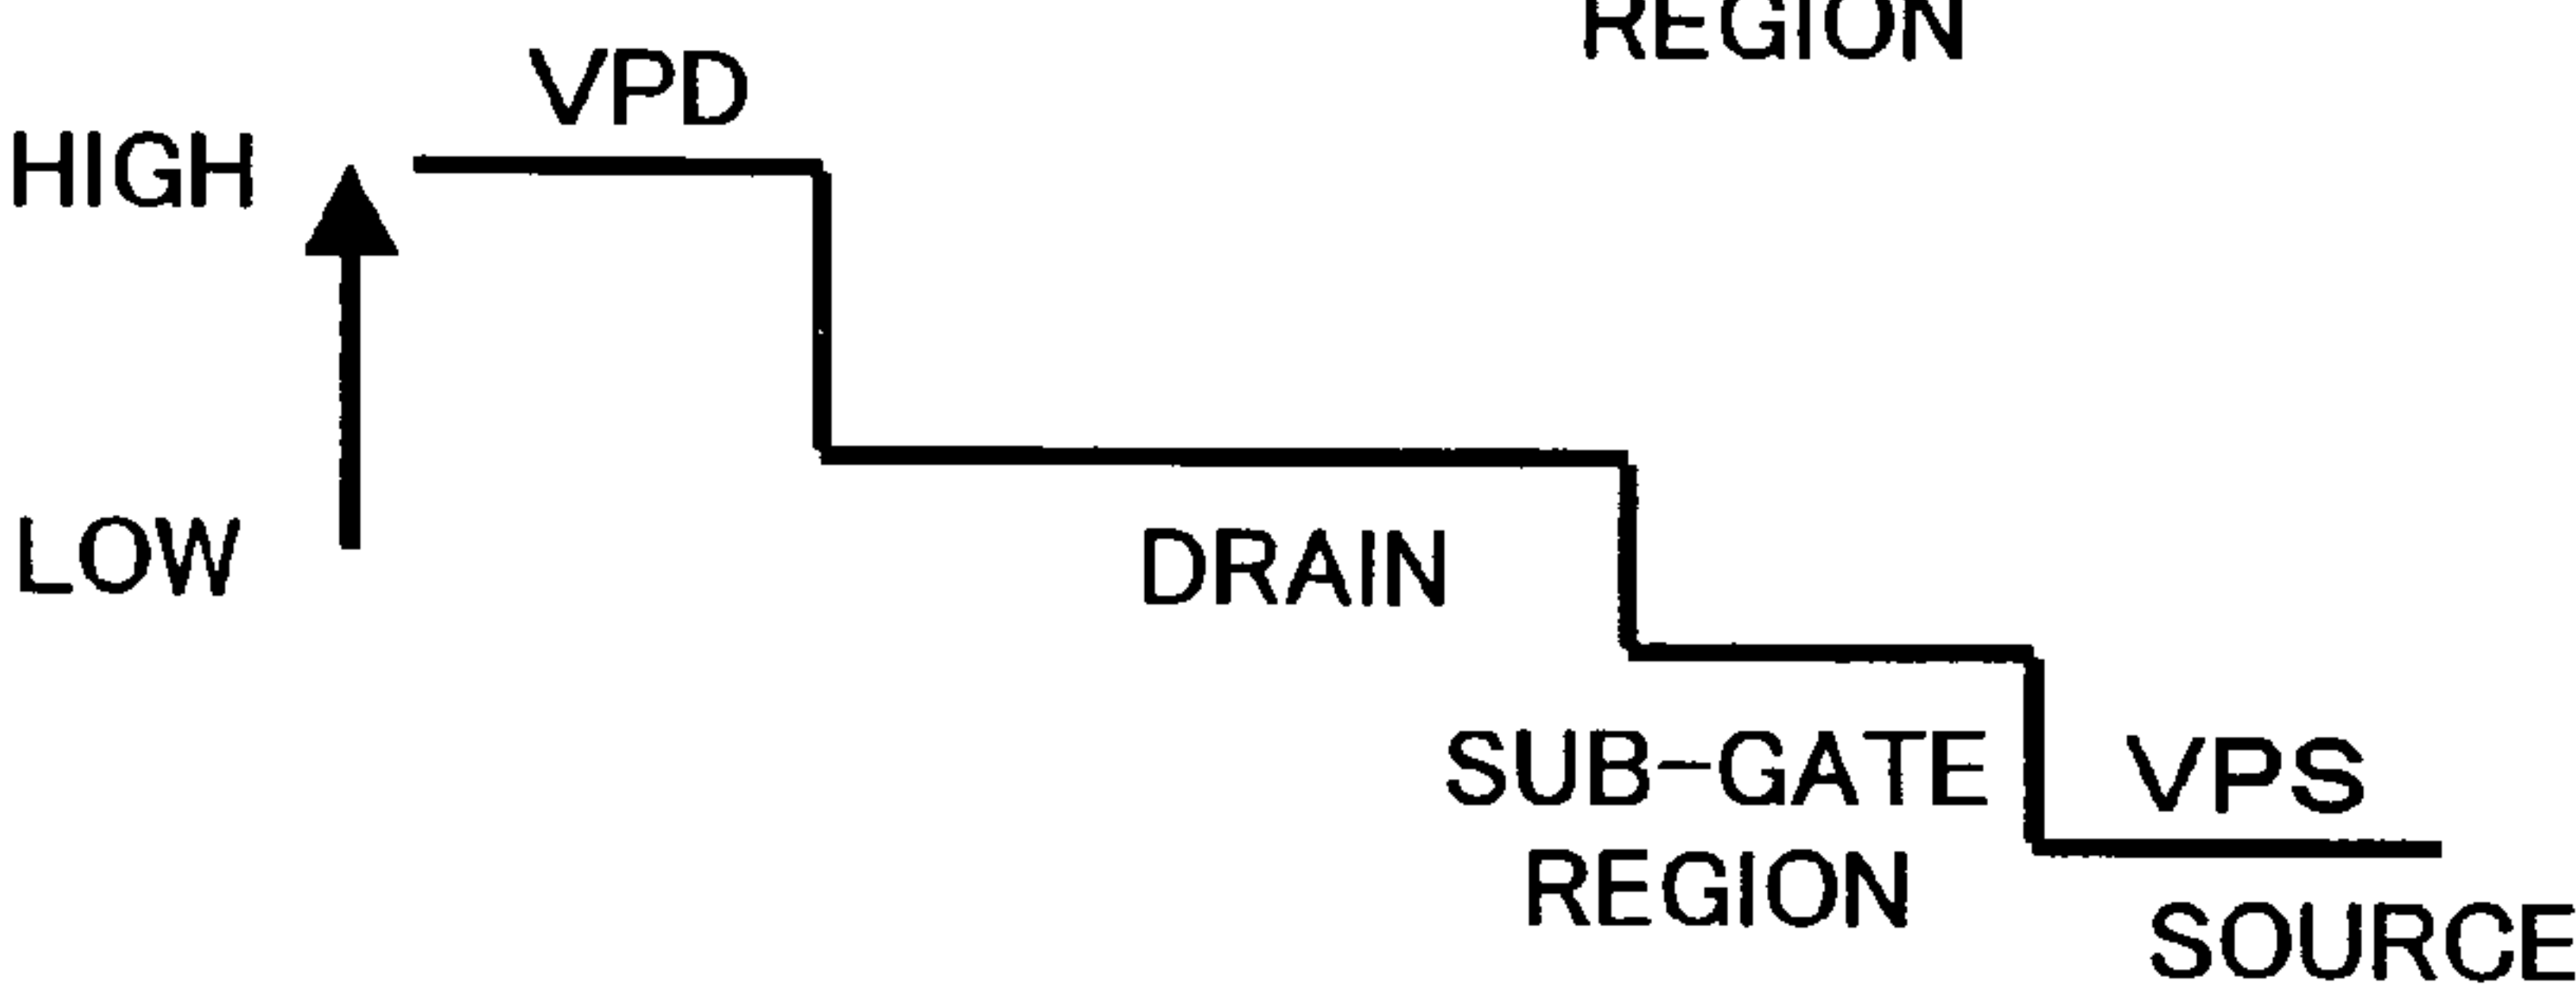 REGION
VPD
HIGH
LOW
DRAIN
SUB-GATE
REGION
VPS
SOURCE